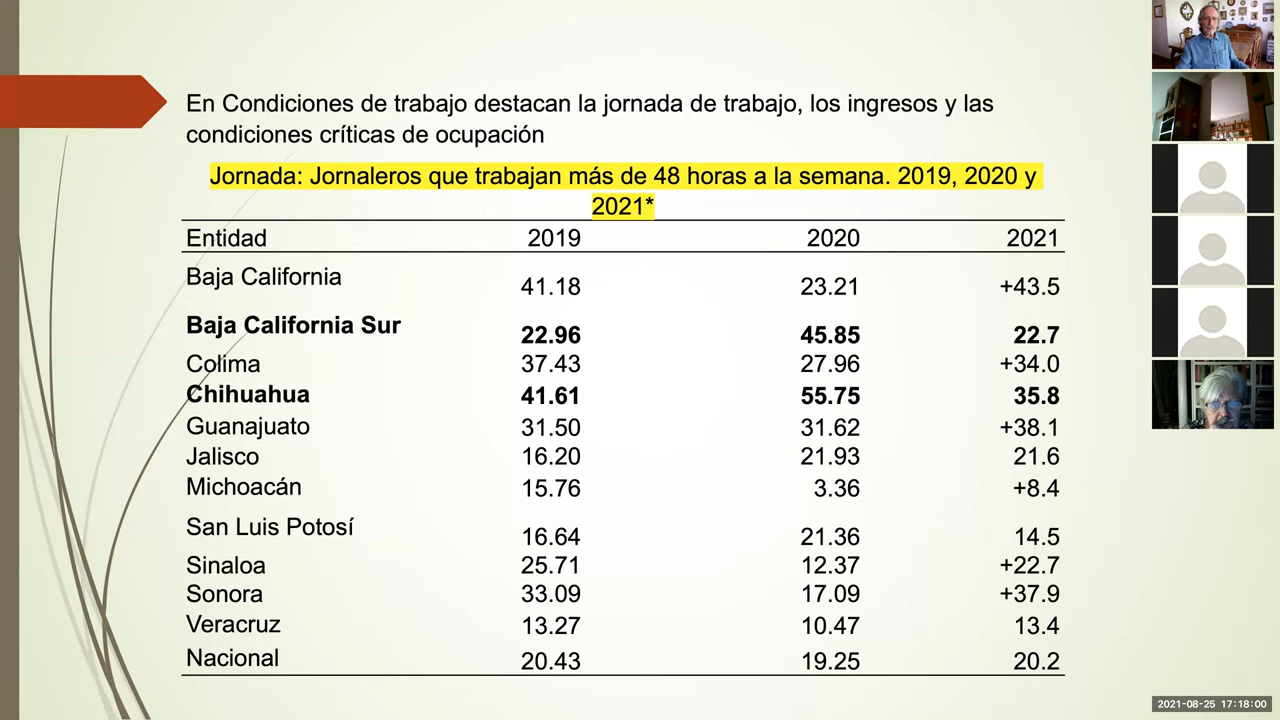 En Condiciones de trabajo destacan la jornada de trabajo, los ingresos y las
condiciones críticas de ocupación
Jornada: Jornaleros que trabajan más de 48 horas a la semana. 2019, 2020 y
2021*
Entidad 2019 2020 2021
Baja California 41.18 23.21 +43.5
Baja California Sur 22.96 45.85 22.7
Colima 37.43 27.96 +34.0
Chihuahua 41.61 55.75 35.8
Guanajuato 31.50 31.62 +38.1
Jalisco 16.20 21.93 21.6
Michoacán 15.76 3.36 +8.4
San Luis Potosí 16.64 21.36 14.5
Sinaloa 25.71 12.37 +22.7
Sonora 33.09 17.09 +37.9
Veracruz 13.27 10.47 13.4
Nacional 20.43 19.25 20.2
2021-08-25 17:18:00